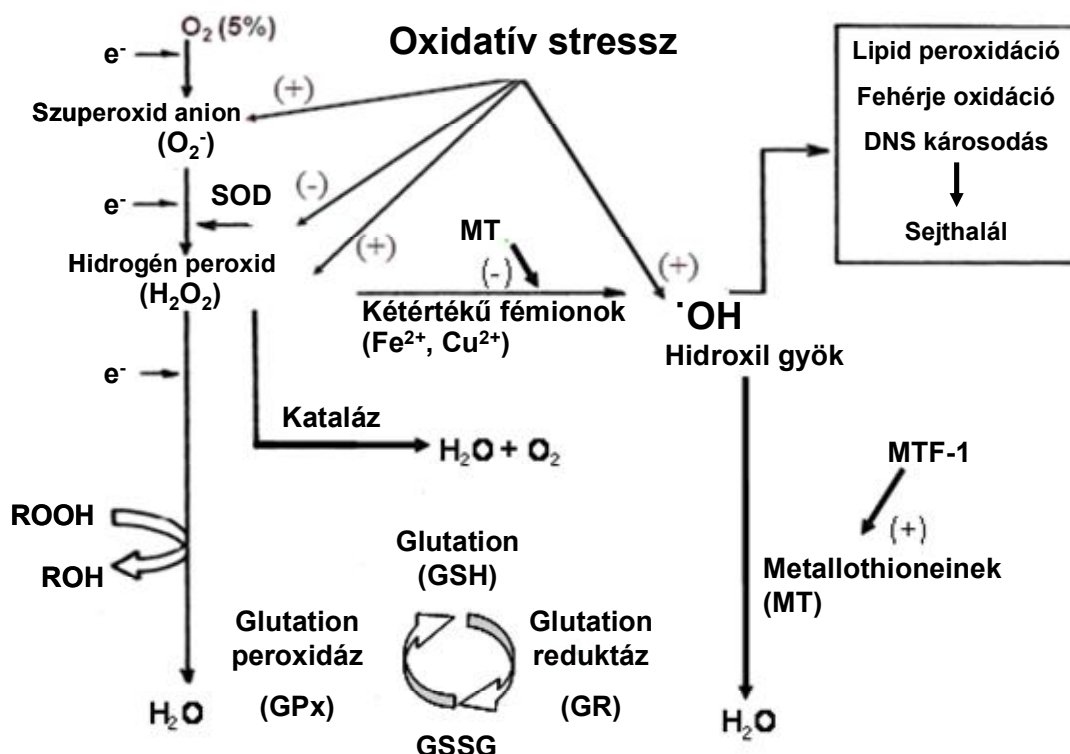 O₂ (5%)
Oxidatív stressz
e⁻
(+)
Szuperoxid anion
(O₂⁻)
SOD
(-)
e⁻
(+)
Hidrogén peroxid
(H₂O₂)
MT
(-)
Kétértékű fémionok
(Fe²⁺, Cu²⁺)
(+)
˙OH
Hidroxil gyök
Lipid peroxidáció
Fehérje oxidáció
DNS károsodás
Sejthalál
e⁻
Kataláz
H₂O + O₂
MTF-1
(+)
Metallothioneinek
(MT)
ROOH
ROH
Glutation
(GSH)
Glutation
peroxidáz
(GPx)
Glutation
reduktáz
(GR)
GSSG
H₂O
H₂O